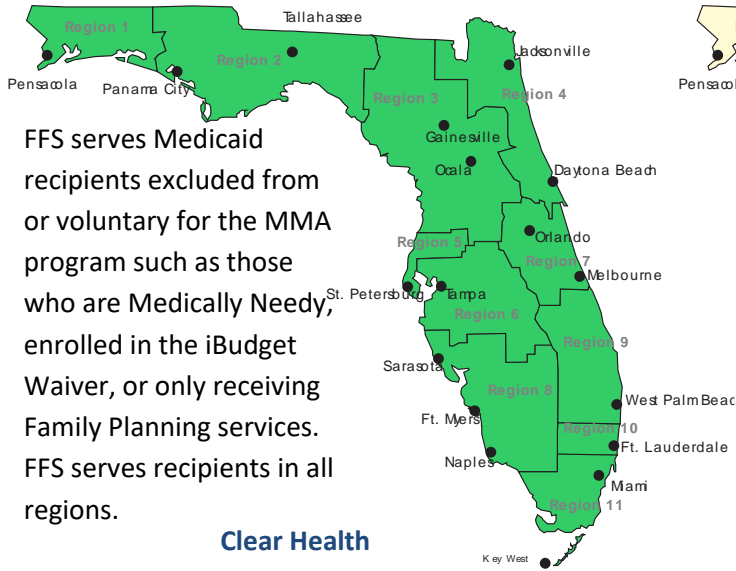 Tallahassee
Region 1
Region 2
Jacksonville
Pensacola
Panama City
Region 3
Region 4
Pensacol
FFS serves Medicaid
recipients excluded from
or voluntary for the MMA
program such as those
who are Medically Needy,
enrolled in the iBudget
Waiver, or only receiving
Family Planning services.
FFS serves recipients in all
regions.
Gainesville
Ocala
Daytona Beach
Region 5
Orlando
Region 7
Melbourne
St. Petersburg
Tampa
Region 6
Region 9
Sarasota
Region 8
Ft. Myers
West Palm Beac
Region 10
Ft. Lauderdale
Naples
Miami
Region 11
Clear Health
Key West